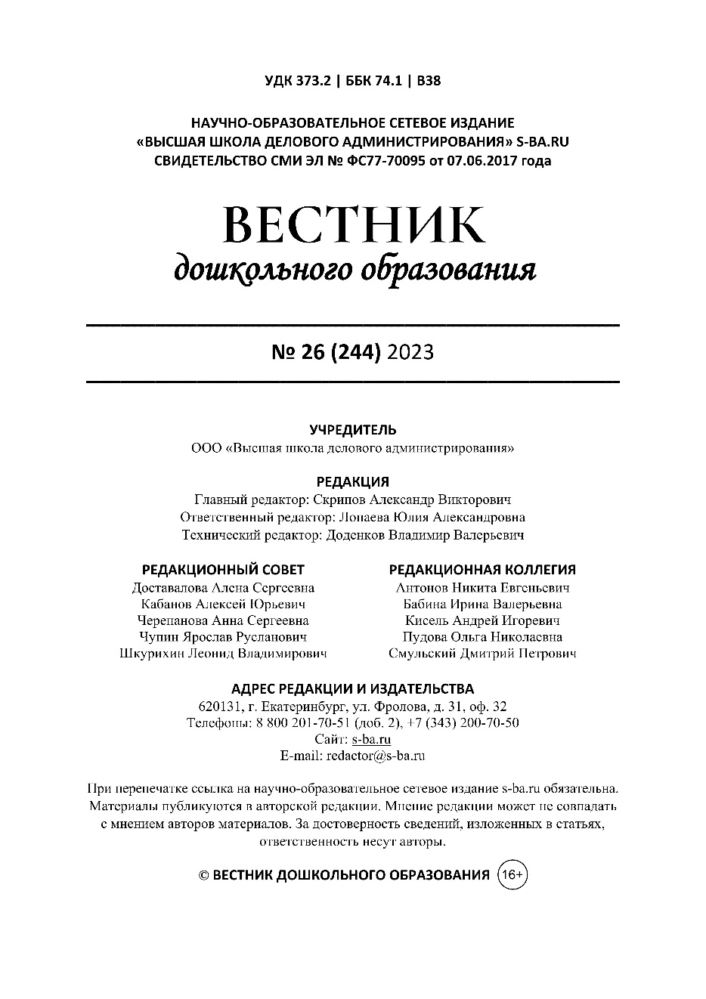 УДК 373.2 | ББК 74.1 | В38
НАУЧНО-ОБРАЗОВАТЕЛЬНОЕ СЕТЕВОЕ ИЗДАНИЕ
«ВЫСШАЯ ШКОЛА ДЕЛОВОГО АДМИНИСТРИРОВАНИЯ» S-BA.RU
СВИДЕТЕЛЬСТВО СМИ ЭЛ № ФС77-70095 от 07.06.2017 года
ВЕСТНИК
дошкольного образования
№ 26 (244) 2023
УЧРЕДИТЕЛЬ
ООО «Высшая школа делового администрирования»
РЕДАКЦИЯ
Главный редактор: Скрипов Александр Викторович
Ответственный редактор: Лопаева Юлия Александровна
Технический редактор: Доденков Владимир Валерьевич
РЕДАКЦИОННЫЙ СОВЕТ
Доставалова Алена Сергеевна
Кабанов Алексей Юрьевич
Черепанова Анна Сергеевна
Чупин Ярослав Русланович
Шкурихин Леонид Владимирович
РЕДАКЦИОННАЯ КОЛЛЕГИЯ
Антонов Никита Евгеньевич
Бабина Ирина Валерьевна
Кисель Андрей Игоревич
Пудова Ольга Николаевна
Смульский Дмитрий Петрович
АДРЕС РЕДАКЦИИ И ИЗДАТЕЛЬСТВА
620131, г. Екатеринбург, ул. Фролова, д. 31, оф. 32
Телефоны: 8 800 201-70-51 (доб. 2), +7 (343) 200-70-50
Сайт: s-ba.ru
E-mail: redactor@s-ba.ru
При перепечатке ссылка на научно-образовательное сетевое издание s-ba.ru обязательна.
Материалы публикуются в авторской редакции. Мнение редакции может не совпадать
с мнением авторов материалов. За достоверность сведений, изложенных в статьях,
ответственность несут авторы.
© ВЕСТНИК ДОШКОЛЬНОГО ОБРАЗОВАНИЯ 16+